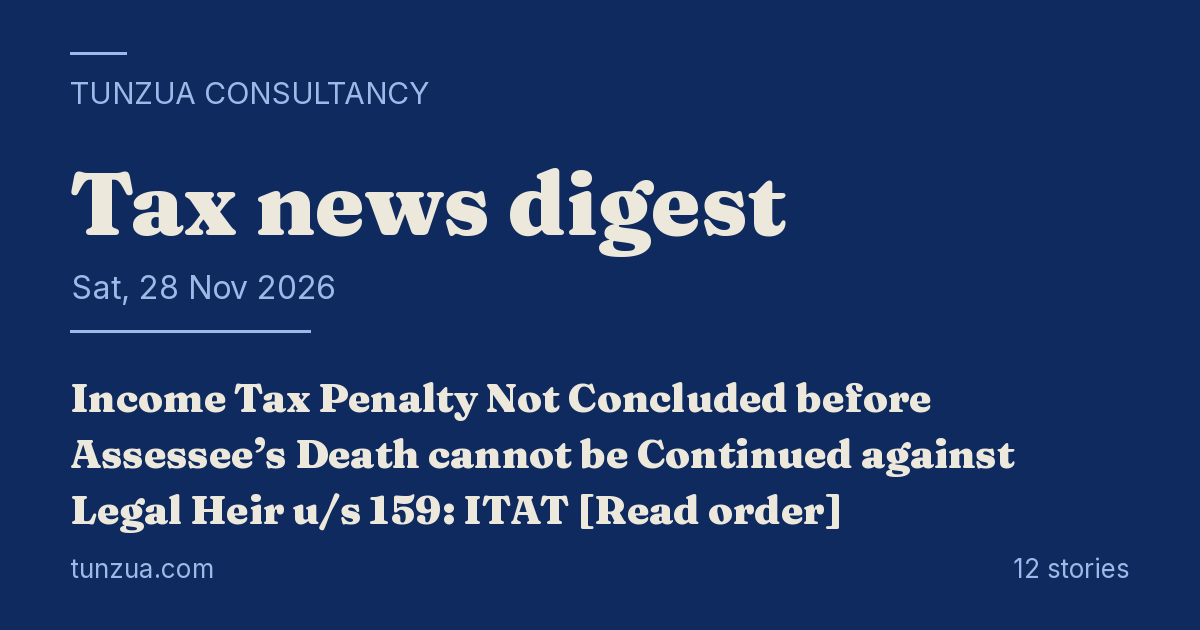 TUNZUA CONSULTANCY
Tax news digest
Sat, 28 Nov 2026
Income Tax Penalty Not Concluded before
Assessee’s Death cannot be Continued against
Legal Heir u/s 159: ITAT [Read order]
tunzua.com
12 stories